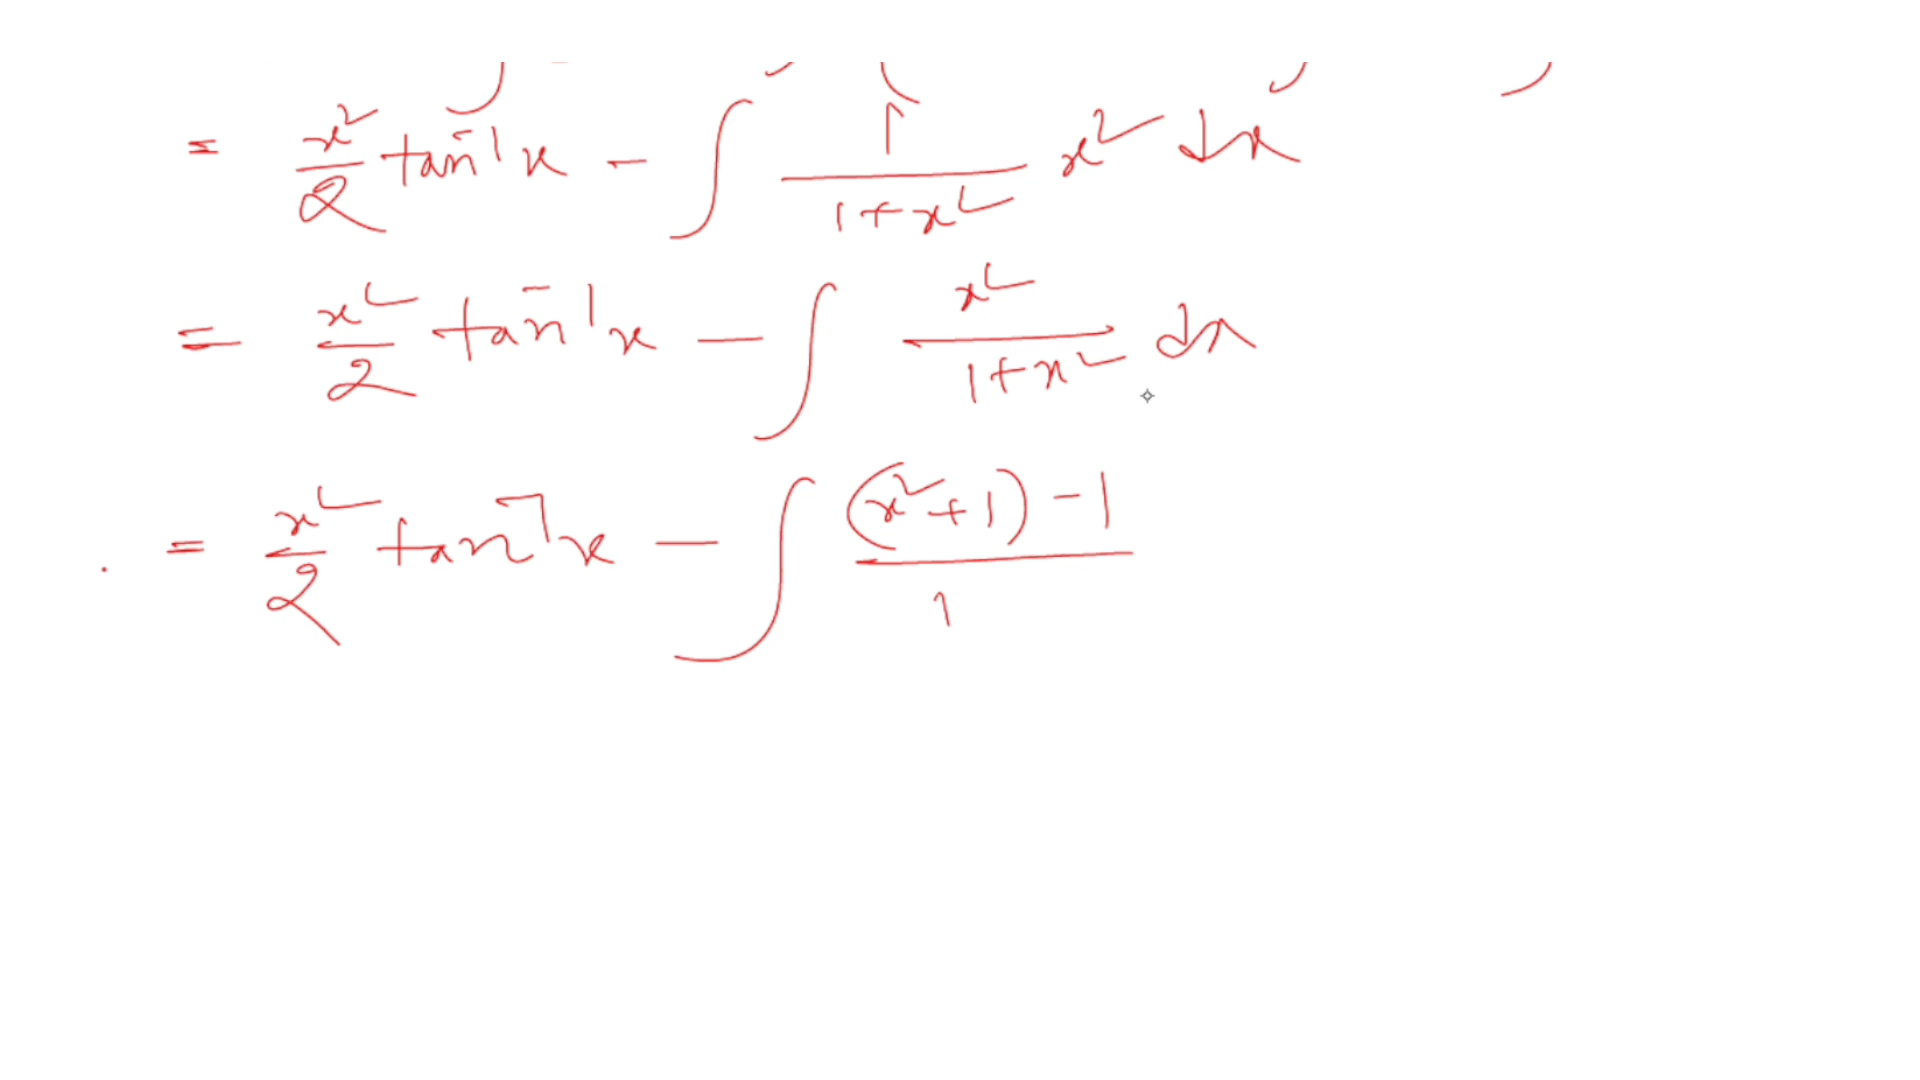 = x²/2 tan⁻¹x - ∫ 1/(1+x²) x² dx
= x²/2 tan⁻¹x - ∫ x²/(1+x²) dx
= x²/2 tan⁻¹x - ∫ (x²+1)-1/1